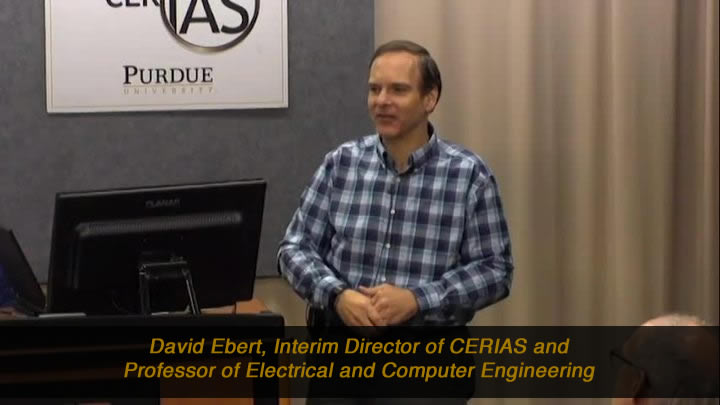 CERIAS
PURDUE
UNIVERSITY
PLANAR
David Ebert, Interim Director of CERIAS and
Professor of Electrical and Computer Engineering